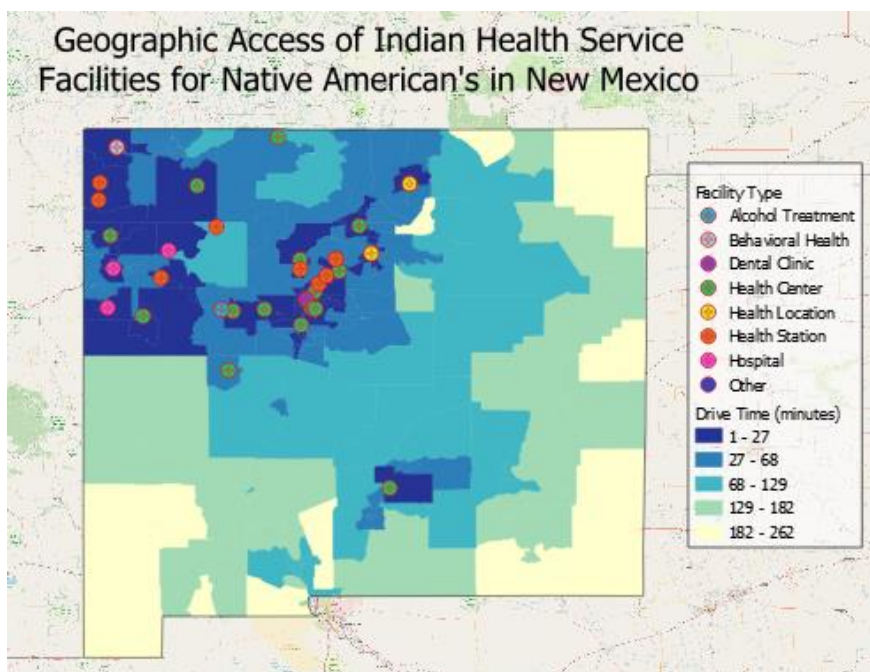 Geographic Access of Indian Health Service
Facilities for Native American's in New Mexico
Facility Type
Alcohol Treatment
Behavioral Health
Dental Clinic
Health Center
Health Location
Health Station
Hospital
Other
Drive Time (minutes)
1 - 27
27 - 68
68 - 129
129 - 182
182 - 262